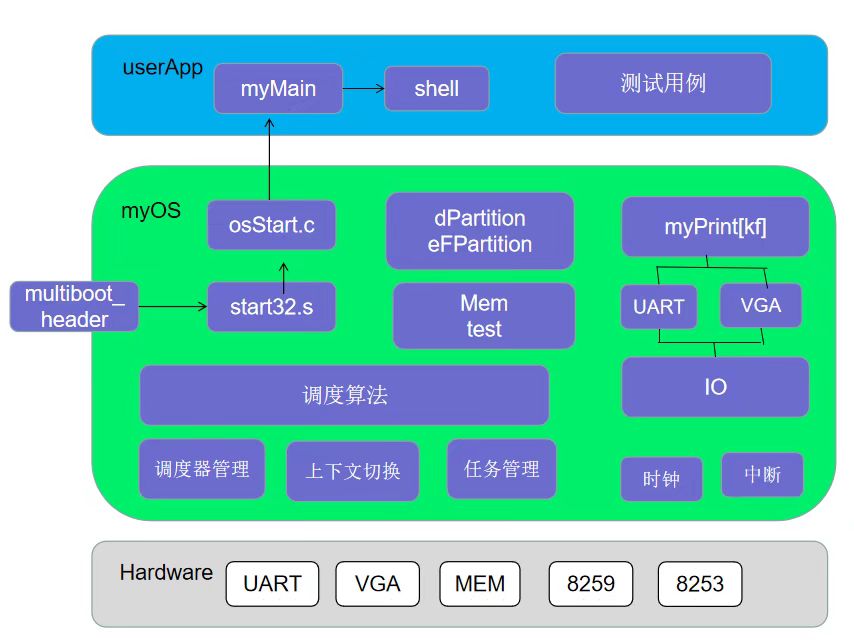 userApp
myMain
shell
测试用例
myOS
osStart.c
dPartition
eFPartition
myPrint[kf]
multiboot_
header
start32.s
Mem
test
UART
VGA
IO
调度算法
调度器管理
上下文切换
任务管理
时钟
中断
Hardware
UART
VGA
MEM
8259
8253